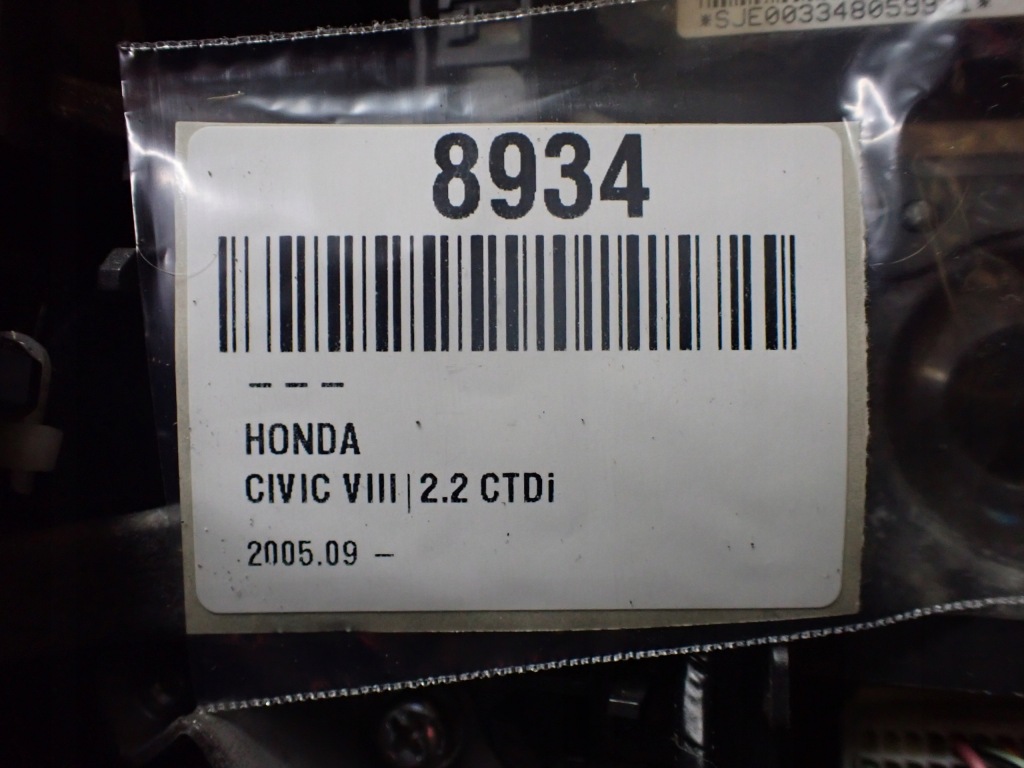 8934
- - -
HONDA
CIVIC VIII|2.2 CTDi
2005.09 -